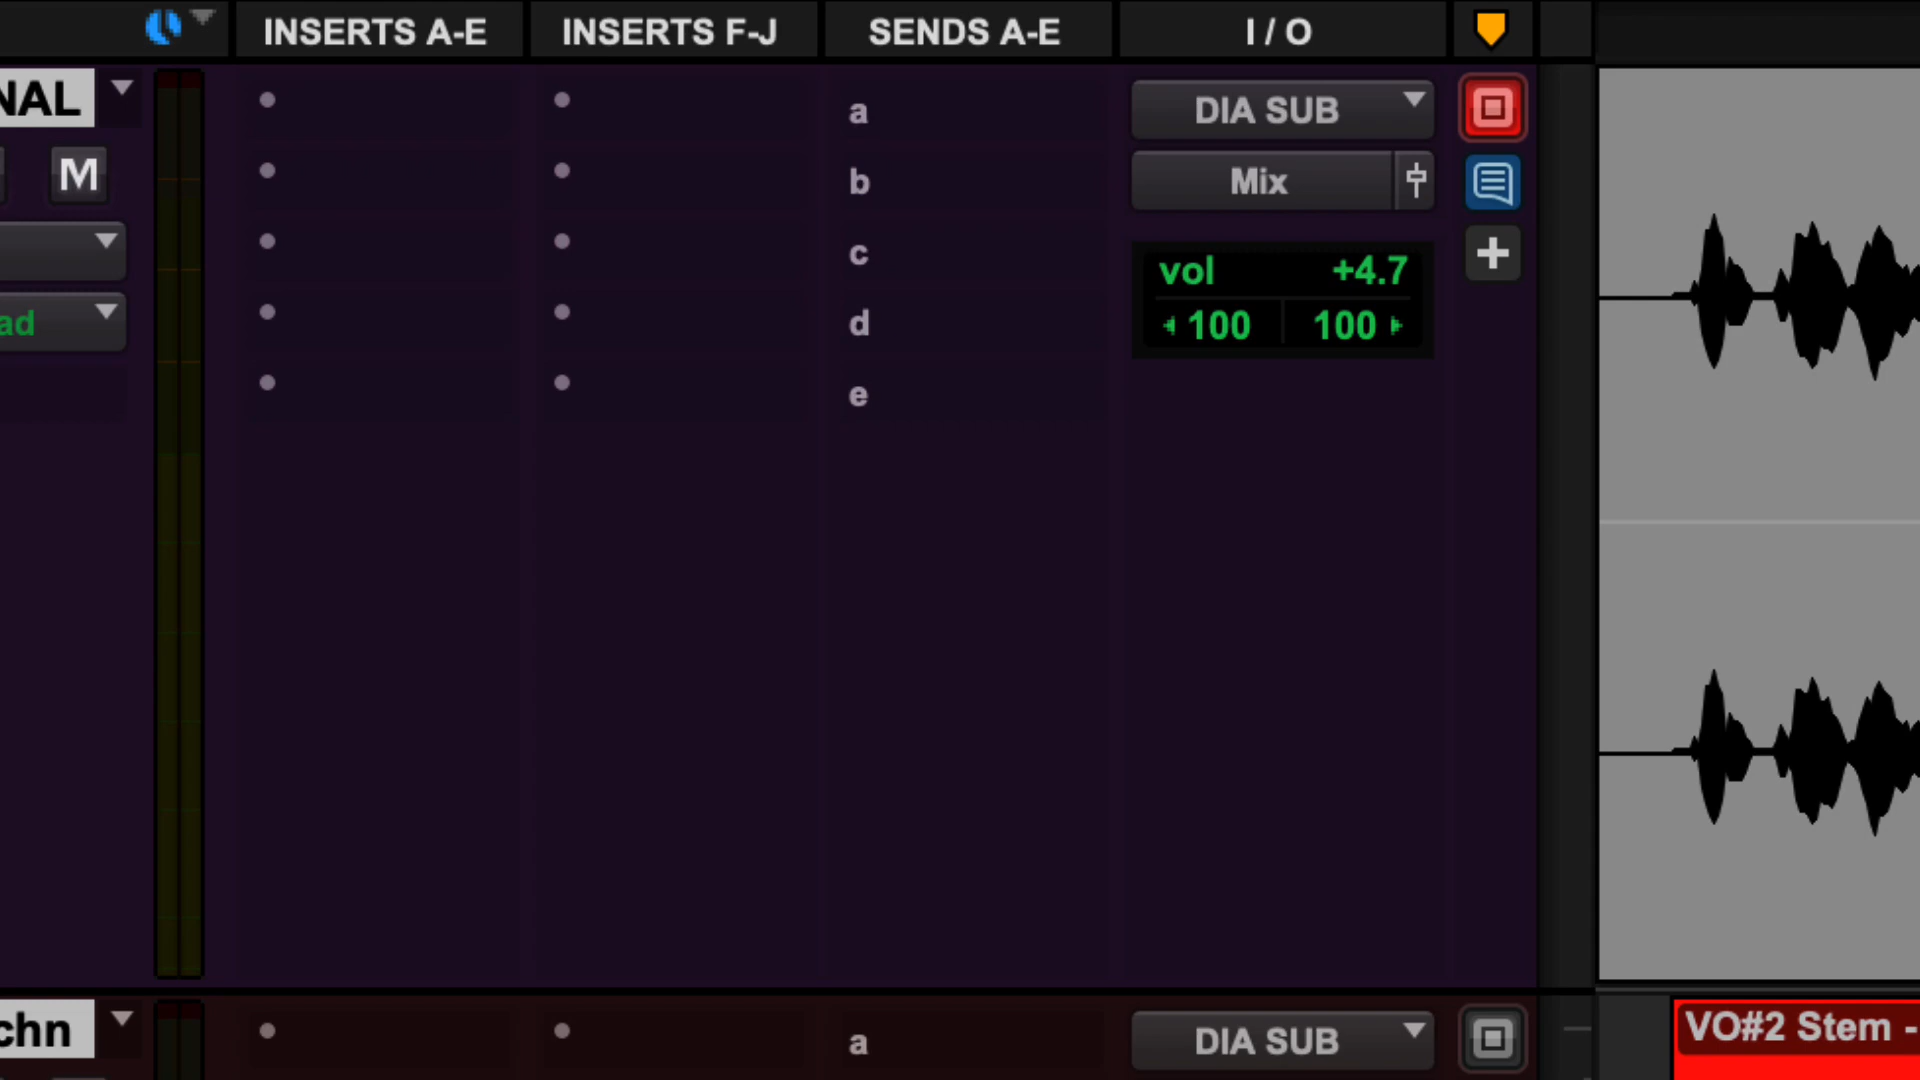 INSERTS A-E INSERTS F-J SENDS A-E I / O
NAL a DIA SUB
M b Mix
c vol +4.7
ad d 100 100
e
chn a DIA SUB VO#2 Stem -